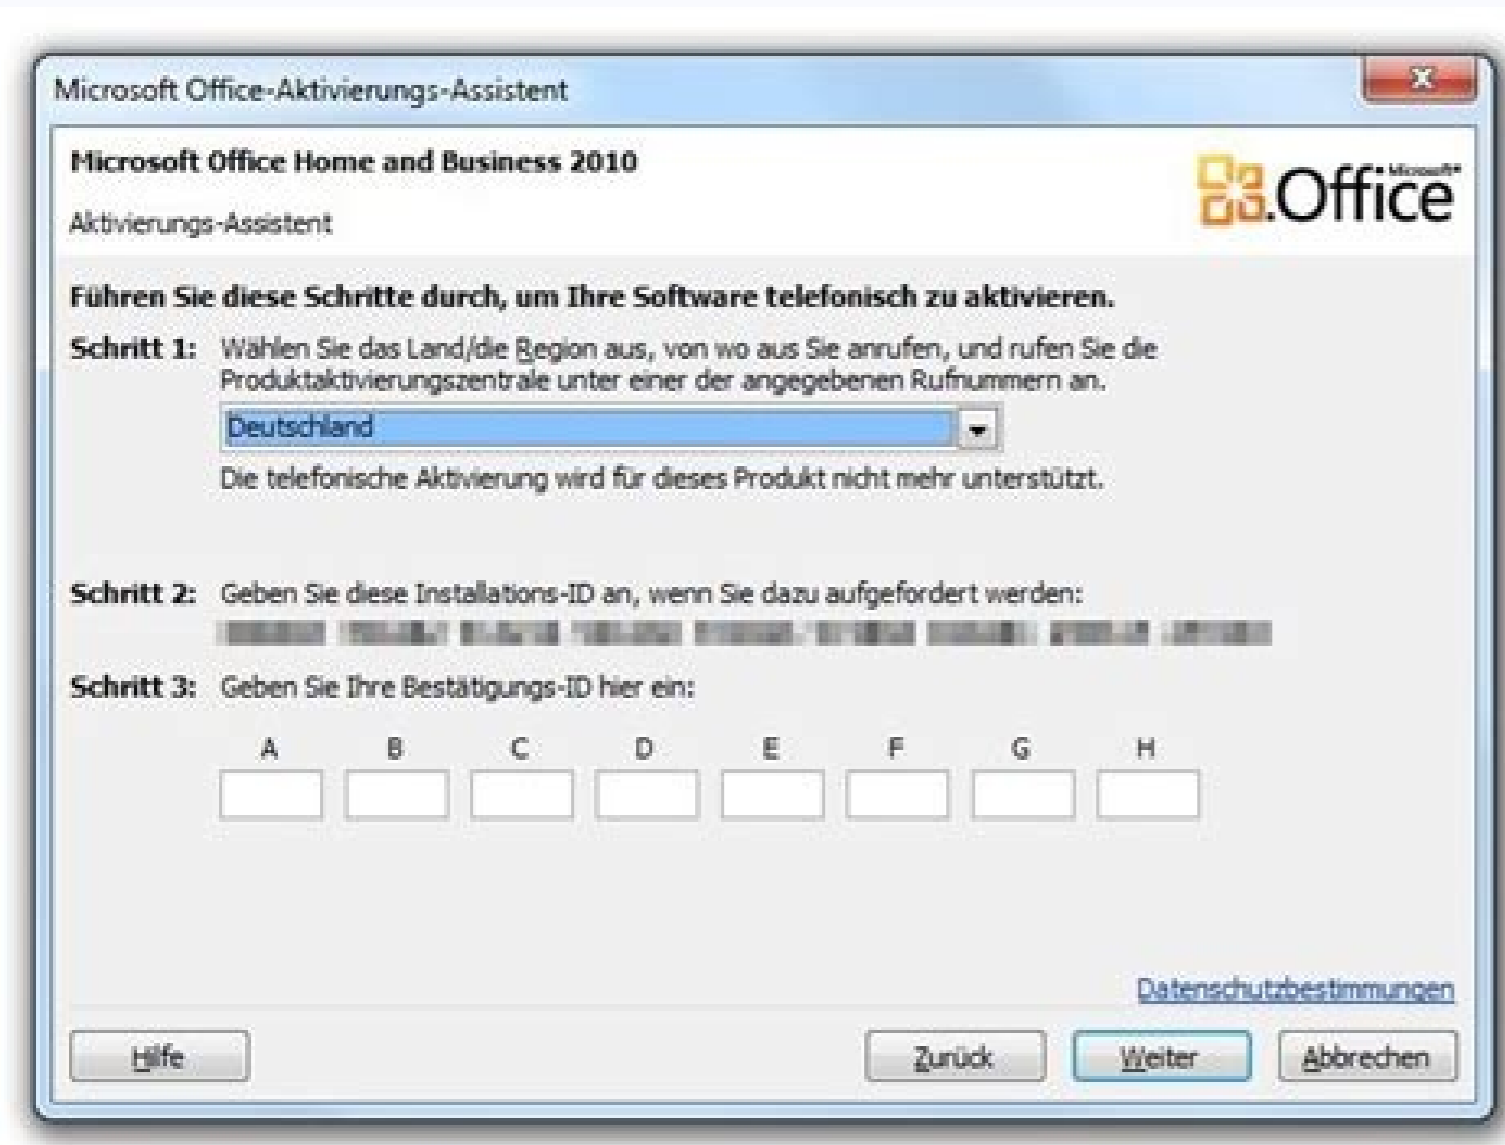 Microsoft Office-Aktivierungs-Assistent
Microsoft Office Home and Business 2010
Microsoft®
Office
Aktivierungs-Assistent
Führen Sie diese Schritte durch, um Ihre Software telefonisch zu aktivieren.
Schritt 1: Wählen Sie das Land/die Region aus, von wo aus Sie anrufen, und rufen Sie die
Produktaktivierungszentrale unter einer der angegebenen Rufnummern an.
Deutschland
Die telefonische Aktivierung wird für dieses Produkt nicht mehr unterstützt.
Schritt 2: Geben Sie diese Installations-ID an, wenn Sie dazu aufgefordert werden:
Schritt 3: Geben Sie Ihre Bestätigungs-ID hier ein:
A B C D E F G H
Datenschutzbestimmungen
Hilfe Zurück Weiter Abbrechen